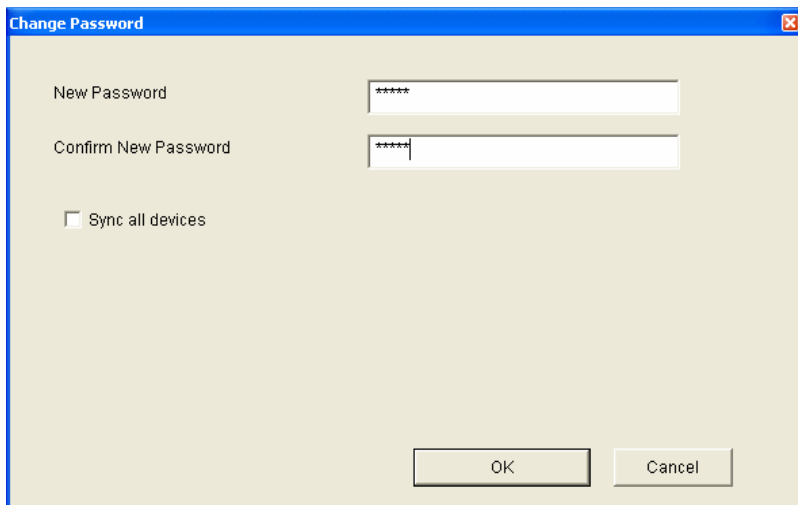 Change Password
New Password *****
Confirm New Password *****
Sync all devices
OK Cancel